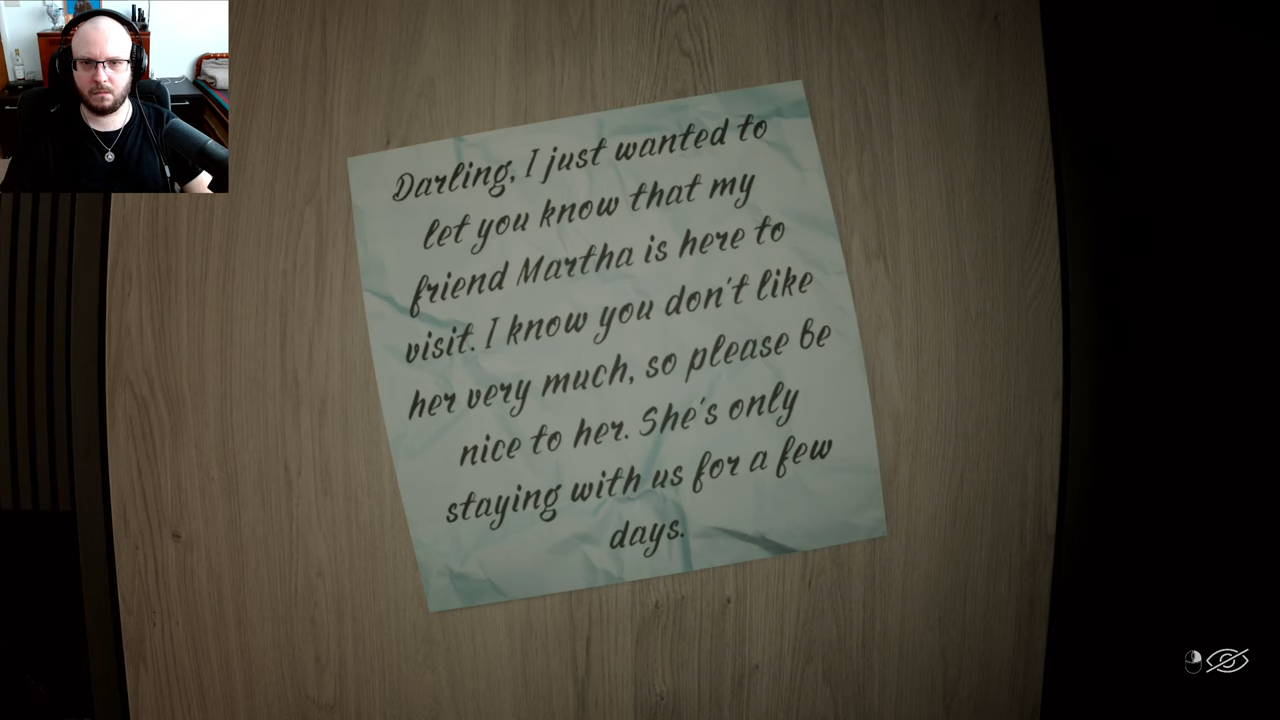 Darling, I just wanted to
let you know that my
friend Martha is here to
visit. I know you don't like
her very much, so please be
nice to her. She's only
staying with us for a few
days.